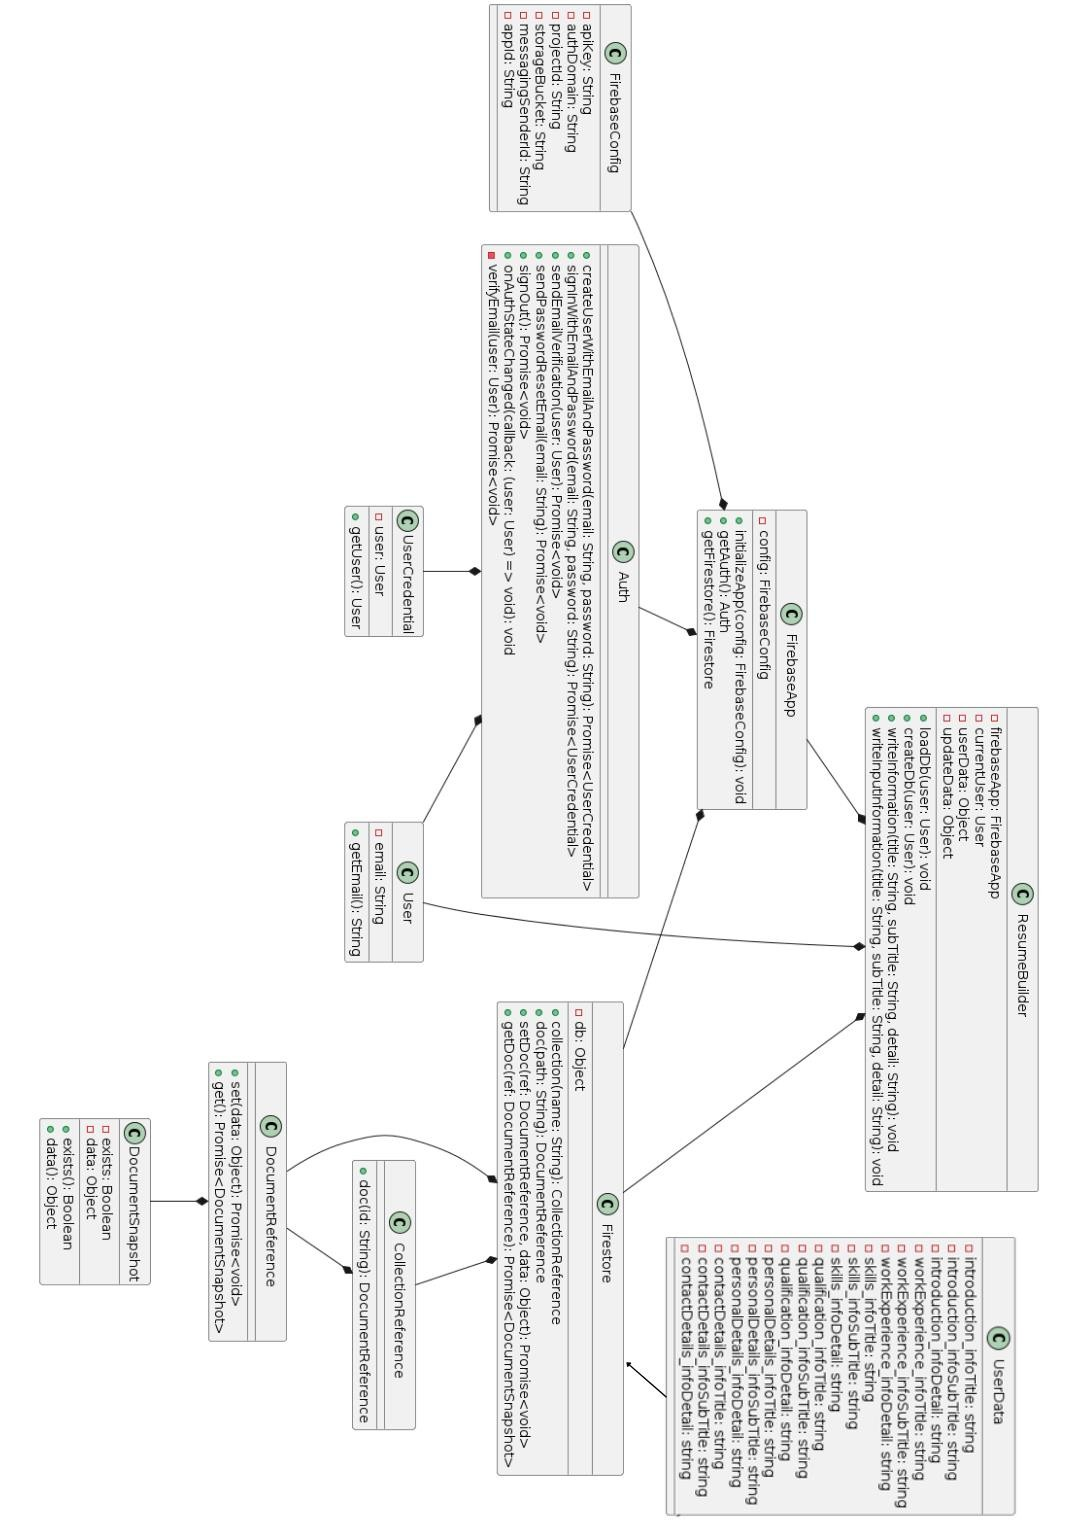 C FirebaseConfig
apiKey: String
authDomain: String
projectId: String
storageBucket: String
messagingSenderId: String
appId: String
C Auth
createUserWithEmailAndPassword(email: String, password: String): Promise<UserCredential>
signInWithEmailAndPassword(email: String, password: String): Promise<UserCredential>
sendEmailVerification(user: User): Promise<void>
sendPasswordResetEmail(email: String): Promise<void>
signOut(): Promise<void>
onAuthStateChanged(callback: (user: User) => void): void
verifyEmail(user: User): Promise<void>
C UserCredential
user: User
getUser(): User
C User
email: String
getEmail(): String
C FirebaseApp
config: FirebaseConfig
initializeApp(config: FirebaseConfig): void
getAuth(): Auth
getFirestore(): Firestore
C ResumeBuilder
firebaseApp: FirebaseApp
currentUser: User
userData: Object
updateData: Object
loadDb(user: User): void
createDb(user: User): void
writeInformation(title: String, subTitle: String, detail: String): void
writeInputInformation(title: String, subTitle: String, detail: String): void
C Firestore
db: Object
collection(name: String): CollectionReference
doc(path: String): DocumentReference
setDoc(ref: DocumentReference, data: Object): Promise<void>
getDoc(ref: DocumentReference): Promise<DocumentSnapshot>
C UserData
introduction_infoTitle: string
introduction_infoSubTitle: string
introduction_infoDetail: string
workExperience_infoTitle: string
workExperience_infoSubTitle: string
workExperience_infoDetail: string
skills_infoTitle: string
skills_infoSubTitle: string
skills_infoDetail: string
qualification_infoTitle: string
qualification_infoSubTitle: string
qualification_infoDetail: string
personalDetails_infoTitle: string
personalDetails_infoSubTitle: string
personalDetails_infoDetail: string
contactDetails_infoTitle: string
contactDetails_infoSubTitle: string
contactDetails_infoDetail: string
C CollectionReference
doc(id: String): DocumentReference
C DocumentReference
set(data: Object): Promise<void>
get(): Promise<DocumentSnapshot>
C DocumentSnapshot
exists: Boolean
data: Object
exists(): Boolean
data(): Object